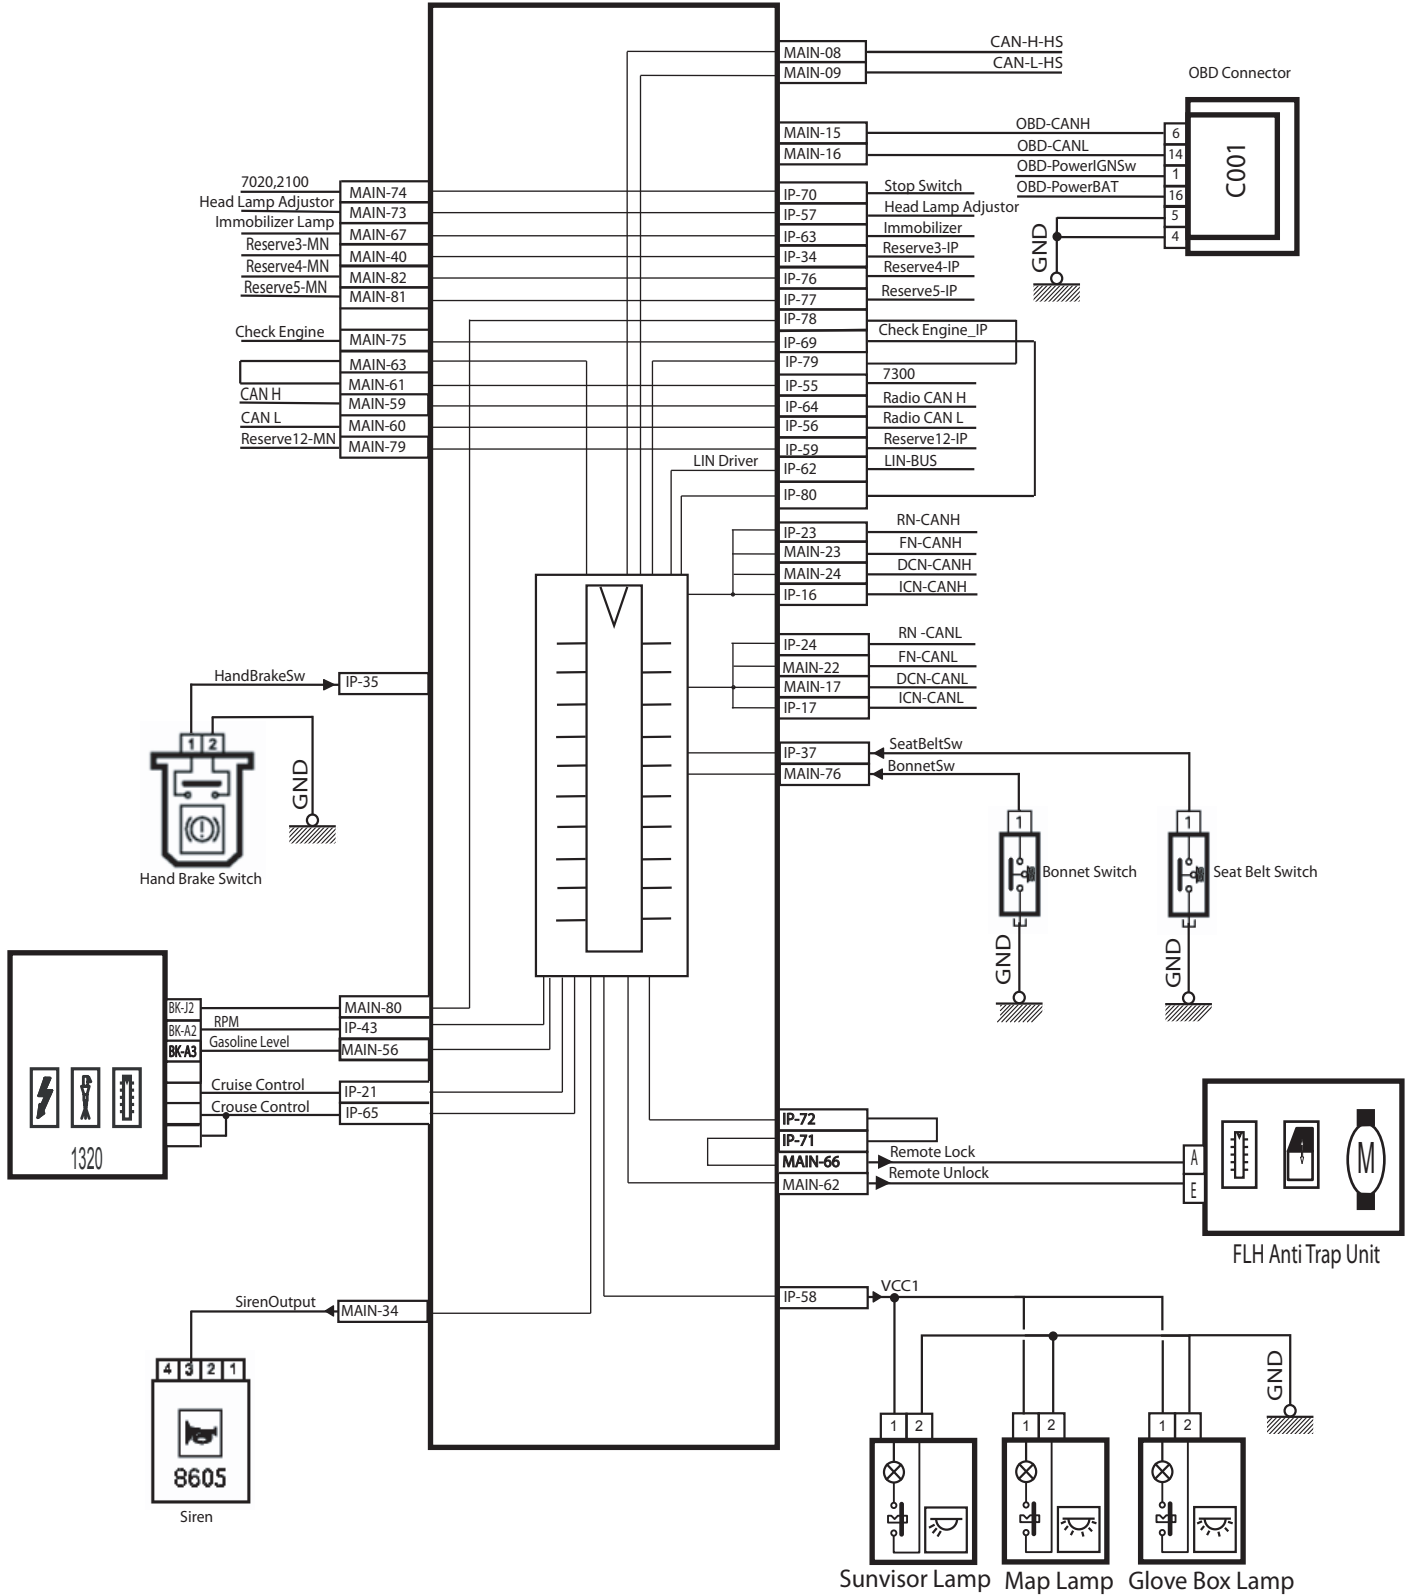 MAIN-08 CAN-H-HS
MAIN-09 CAN-L-HS
OBD Connector
MAIN-15 OBD-CANH 6
MAIN-16 OBD-CANL 14
OBD-PowerIGNSw 1
OBD-PowerBAT 16
5
4
C001
GND
7020,2100 MAIN-74
Head Lamp Adjustor MAIN-73
Immobilizer Lamp MAIN-67
Reserve3-MN MAIN-40
Reserve4-MN MAIN-82
Reserve5-MN MAIN-81
Check Engine MAIN-75
MAIN-63
MAIN-61
CAN H MAIN-59
CAN L MAIN-60
Reserve12-MN MAIN-79
IP-70 Stop Switch
IP-57 Head Lamp Adjustor
IP-63 Immobilizer
IP-34 Reserve3-IP
IP-76 Reserve4-IP
IP-77 Reserve5-IP
IP-78
IP-69 Check Engine_IP
IP-79
IP-55 7300
IP-64 Radio CAN H
IP-56 Radio CAN L
IP-59 Reserve12-IP
LIN Driver IP-62 LIN-BUS
IP-80
IP-23 RN-CANH
MAIN-23 FN-CANH
MAIN-24 DCN-CANH
IP-16 ICN-CANH
IP-24 RN -CANL
MAIN-22 FN-CANL
MAIN-17 DCN-CANL
IP-17 ICN-CANL
HandBrakeSw IP-35
1 2
GND
Hand Brake Switch
IP-37 SeatBeltSw
MAIN-76 BonnetSw
1
Bonnet Switch
GND
1
Seat Belt Switch
GND
BK-J2 MAIN-80
BK-A2 RPM IP-43
BK-A3 Gasoline Level MAIN-56
Cruise Control IP-21
Crouse Control IP-65
1320
IP-72
IP-71
MAIN-66 Remote Lock A
MAIN-62 Remote Unlock E
M
FLH Anti Trap Unit
SirenOutput MAIN-34
4 3 2 1
8605
Siren
IP-58 VCC1
GND
1 2
1 2
1 2
Sunvisor Lamp Map Lamp Glove Box Lamp